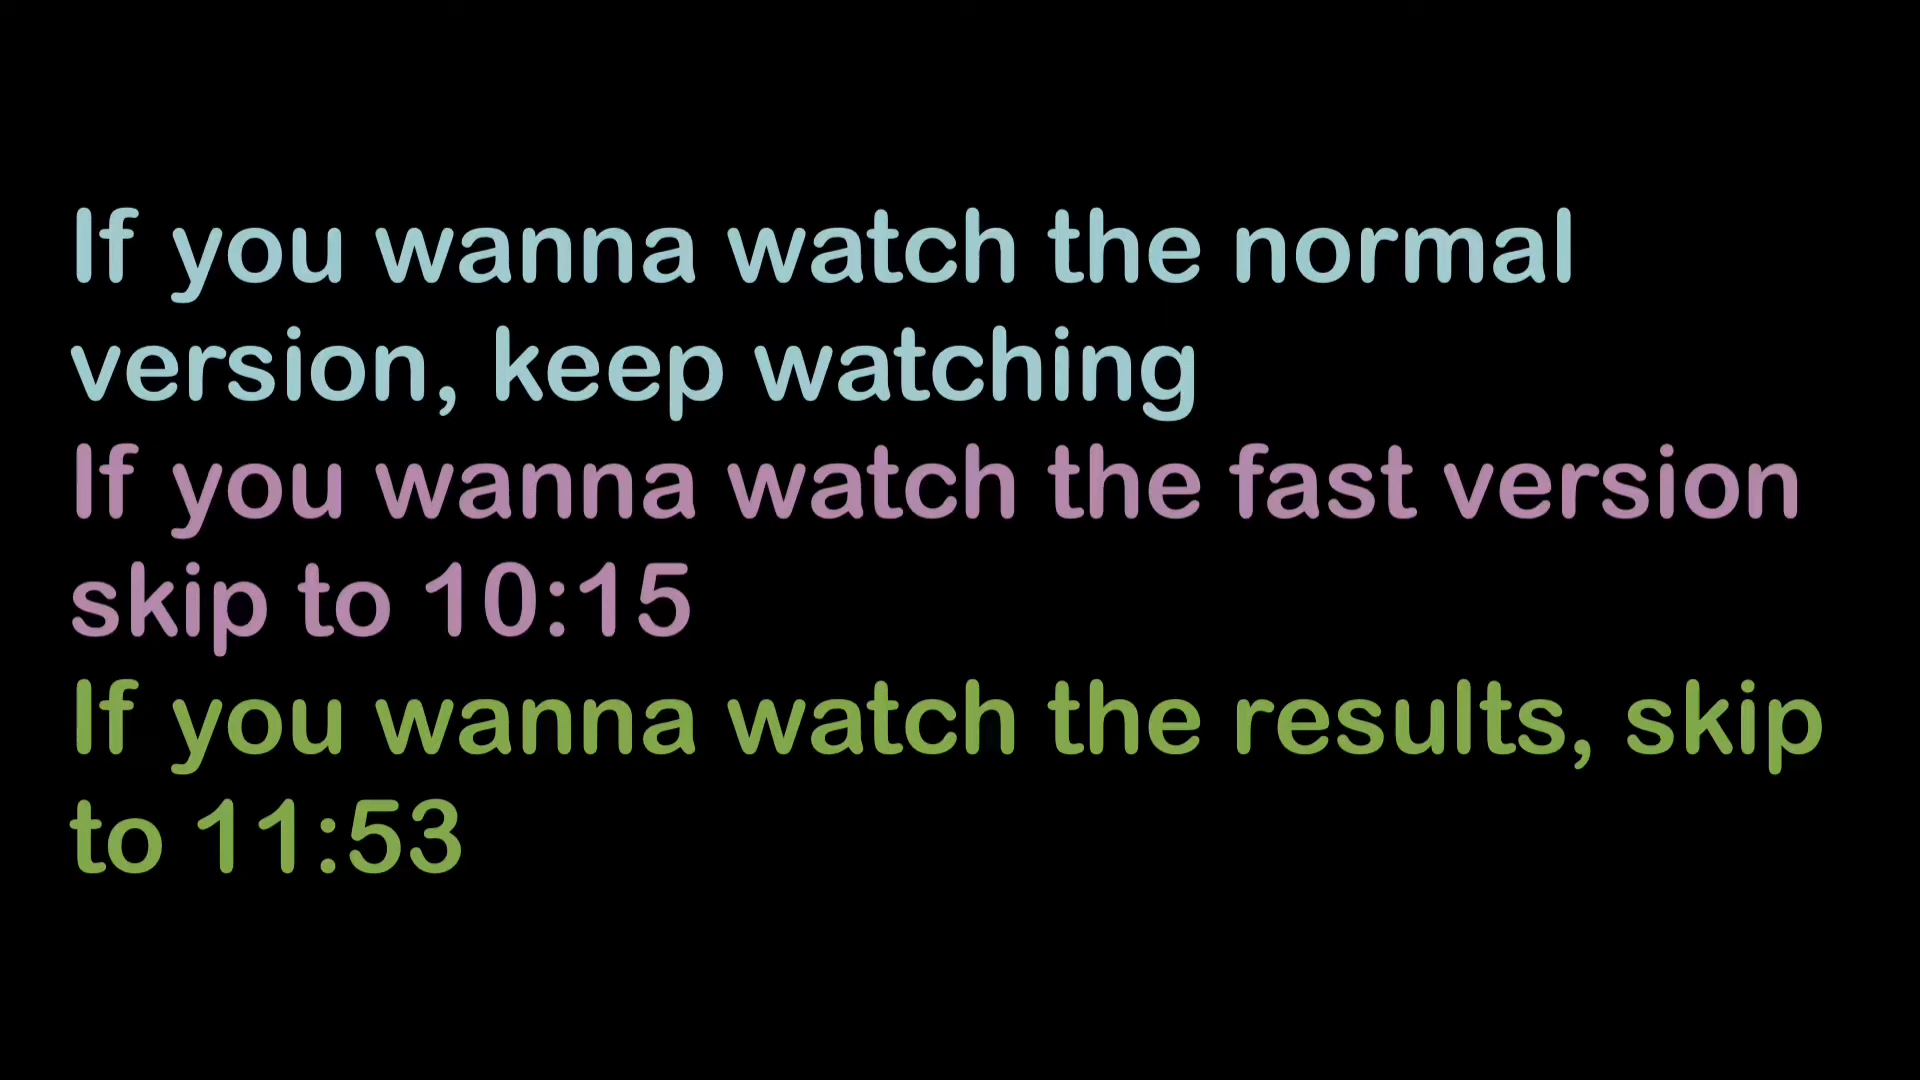 If you wanna watch the normal
version, keep watching
If you wanna watch the fast version
skip to 10:15
If you wanna watch the results, skip
to 11:53